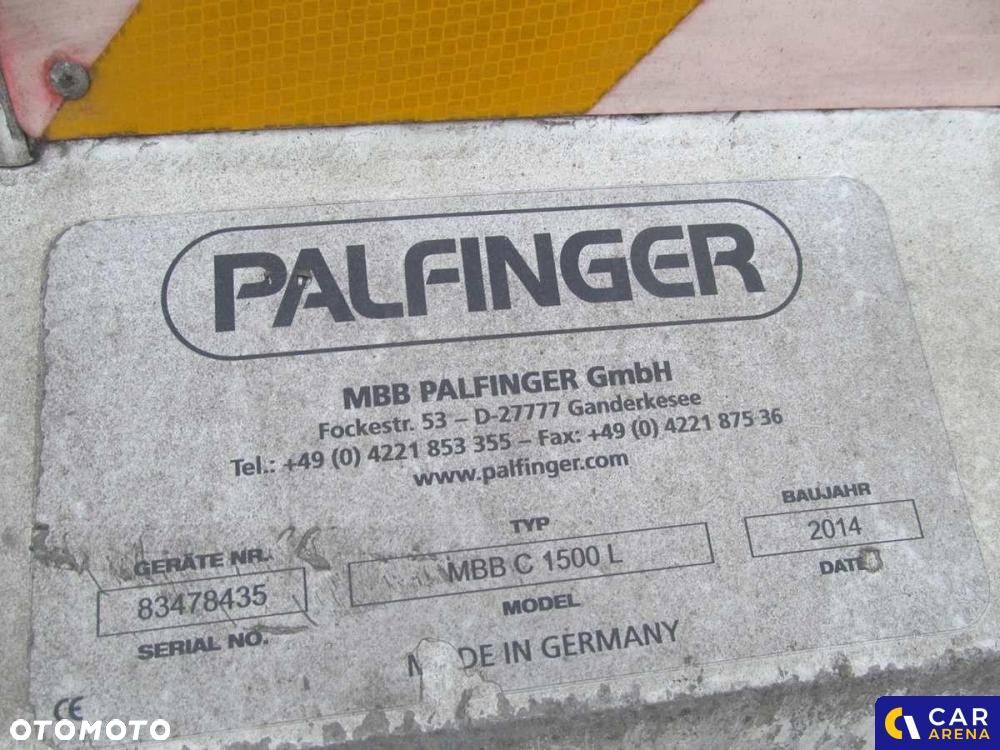 PALFINGER
MBB PALFINGER GmbH
Fockestr. 53 – D-27777 Ganderkesee
Tel.: +49 (0) 4221 853 355 – Fax: +49 (0) 4221 875 36
www.palfinger.com
GERÄTE NR.
83478435
SERIAL NO.
TYP
MBB C 1500 L
MODEL
BAUJAHR
2014
DATE
MADE IN GERMANY
CE
OTOMOTO
CAR
ARENA